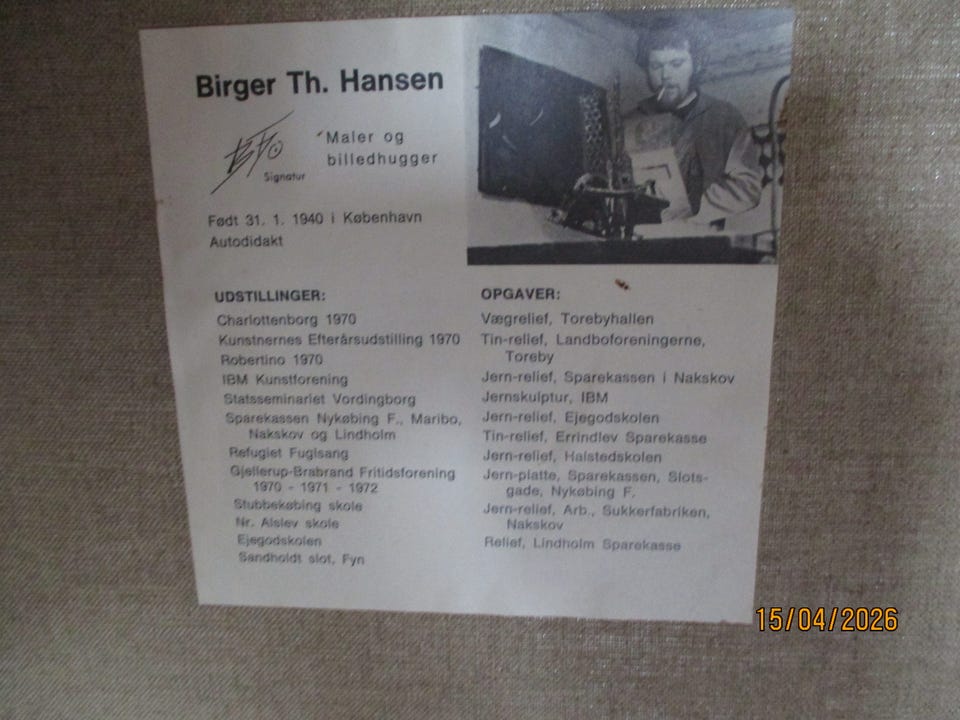 Birger Th. Hansen
Maler og
billedhugger
Signatur
Født 31. 1. 1940 i København
Autodidakt
UDSTILLINGER:
Charlottenborg 1970
Kunstnernes Efterårsudstilling 1970
Robertino 1970
IBM Kunstforening
Statsseminariet Vordingborg
Sparekassen Nykøbing F., Maribo,
Nakskov og Lindholm
Refugiet Fuglsang
Gjellerup-Brabrand Fritidsforening
1970 - 1971 - 1972
Stubbekøbing skole
Nr. Alslev skole
Ejegodskolen
Sandholdt slot, Fyn
OPGAVER:
Vægrelief, Torebyhallen
Tin-relief, Landboforeningerne,
Toreby
Jern-relief, Sparekassen i Nakskov
Jernskulptur, IBM
Jern-relief, Ejegodskolen
Tin-relief, Errindlev Sparekasse
Jern-relief, Halstedskolen
Jern-platte, Sparekassen, Slots-
gade, Nykøbing F.
Jern-relief, Arb., Sukkerfabriken,
Nakskov
Relief, Lindholm Sparekasse
15/04/2026